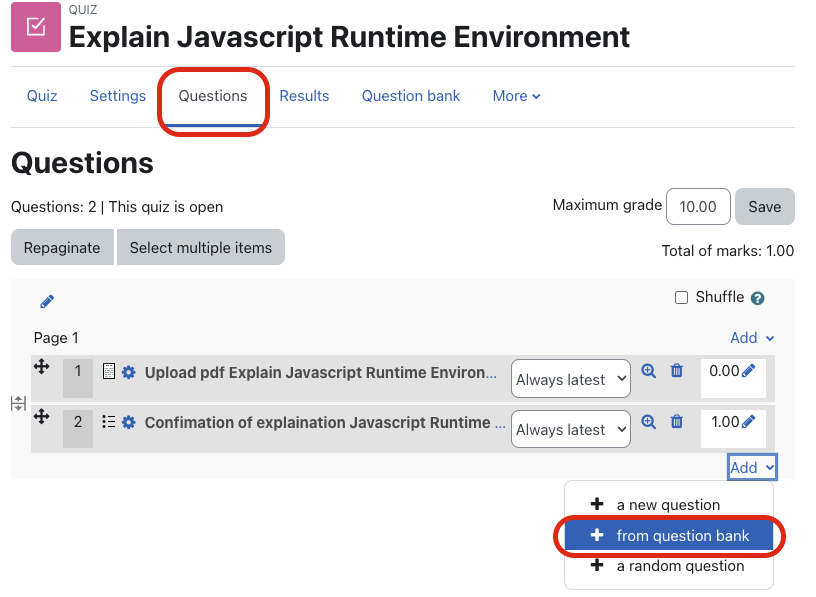 QUIZ
Explain Javascript Runtime Environment
Quiz Settings Questions Results Question bank More
Questions
Questions: 2 | This quiz is open
Maximum grade 10.00 Save
Repaginate Select multiple items
Total of marks: 1.00
Shuffle ?
Page 1
Add
1 Upload pdf Explain Javascript Runtime Environ... Always latest 0.00
2 Confimation of explaination Javascript Runtime ... Always latest 1.00
Add
a new question
from question bank
a random question